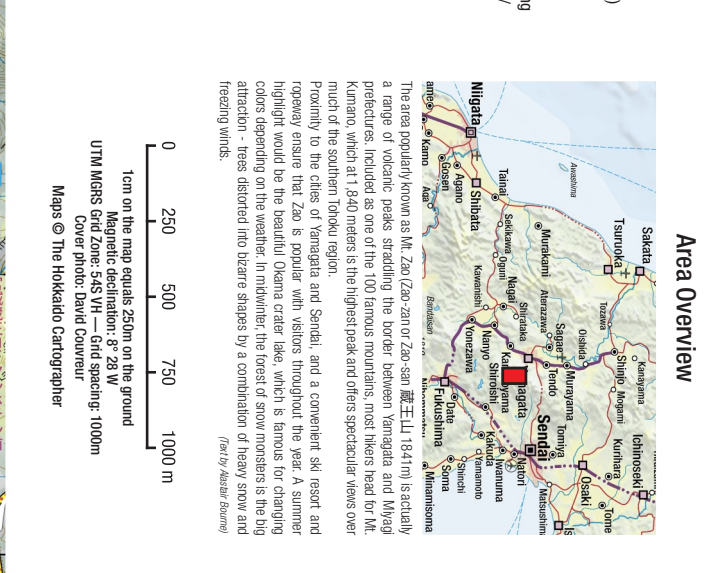 Area Overview
Sakata
Ichinoseki
Kanayama
Tsuruoka
Mogami
Kurihara
Shinjo
Tozawa
Tome
Osaki
Oishida
Awashima
Murayama
Tomiya
Sagae
Tendo
Matsushim
Murakami
Atarazawa
Sendai
Shirataka
magata
Natori
Nagai
Sekikawa
Oguni
Tainai
Iwanuma
Shiroishi
Nanyo
Kakuda
Kawanishi
Shibata
Yamamoto
Niigata
Yonezawa
Shinchi
Agano
Date
Soma
Gosen
Fukushima
Bandaisan
Minamisoma
Kamo
Aga
The area popularly known as Mt. Zao (Zao-zan or Zao-san 蔵王山 1841m) is actually
a range of volcanic peaks straddling the border between Yamagata and Miyagi
prefectures. Included as one of the 100 famous mountains, most hikers head for Mt.
Kumano, which at 1,840 meters is the highest peak and offers spectacular views over
much of the southern Tohoku region.
Proximity to the cities of Yamagata and Sendai, and a convenient ski resort and
ropeway ensure that Zao is popular with visitors throughout the year. A summer
highlight would be the beautiful Okama crater lake, which is famous for changing
colors depending on the weather. In midwinter, the forest of snow monsters is the big
attraction - trees distorted into bizarre shapes by a combination of heavy snow and
freezing winds.
(Text by Alastair Bourne)
0 250 500 750 1000 m
1cm on the map equals 250m on the ground
Magnetic declination: 8° 28 W
UTM MGRS Grid Zone: 54S VH — Grid spacing: 1000m
Cover photo: David Couvreur
Maps © The Hokkaido Cartographer